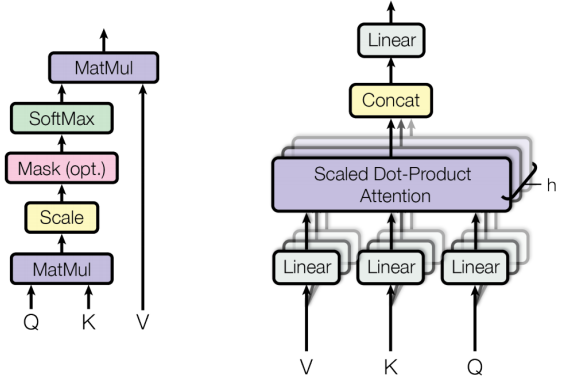 MatMul
SoftMax
Mask (opt.)
Scale
MatMul
Q K V
Linear
Concat
Scaled Dot-Product
Attention
h
Linear Linear Linear
V K Q